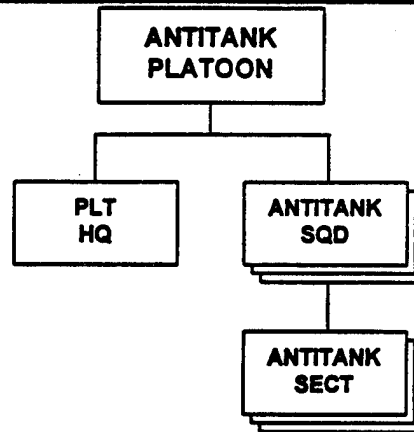 ANTITANK
PLATOON
PLT
HQ
ANTITANK
SQD
ANTITANK
SECT